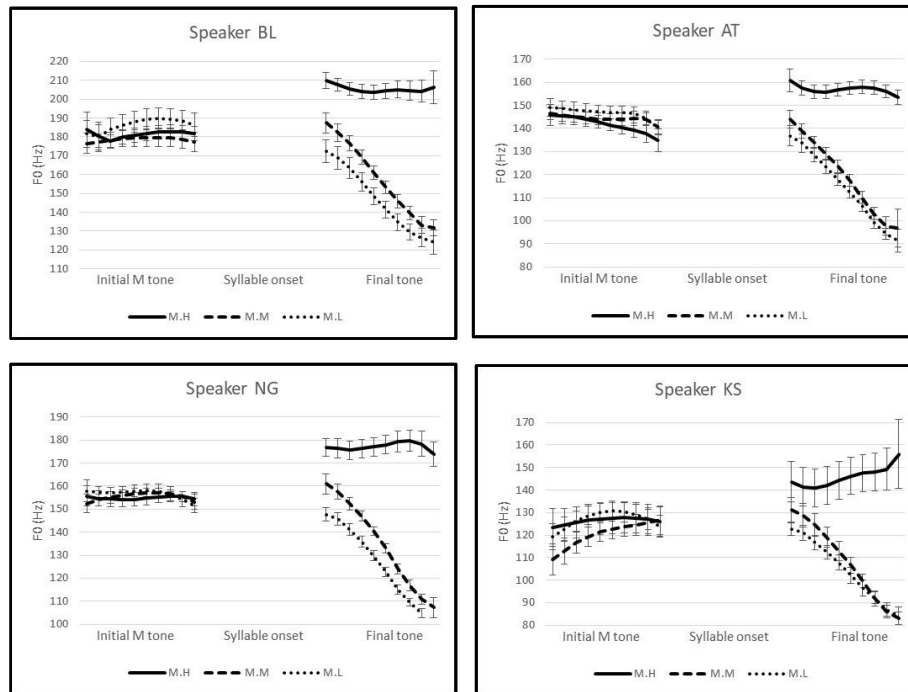 Speaker BL
220
210
200
190
180
170
160
150
140
130
120
110
F0 (Hz)
Initial M tone Syllable onset Final tone
M.H M.M M.L
Speaker AT
170
160
150
140
130
120
110
100
90
80
F0 (Hz)
Initial M tone Syllable onset Final tone
M.H M.M M.L
Speaker NG
190
180
170
160
150
140
130
120
110
100
F0 (Hz)
Initial M tone Syllable onset Final tone
M.H M.M M.L
Speaker KS
170
160
150
140
130
120
110
100
90
80
F0 (Hz)
Initial M tone Syllable onset Final tone
M.H M.M M.L